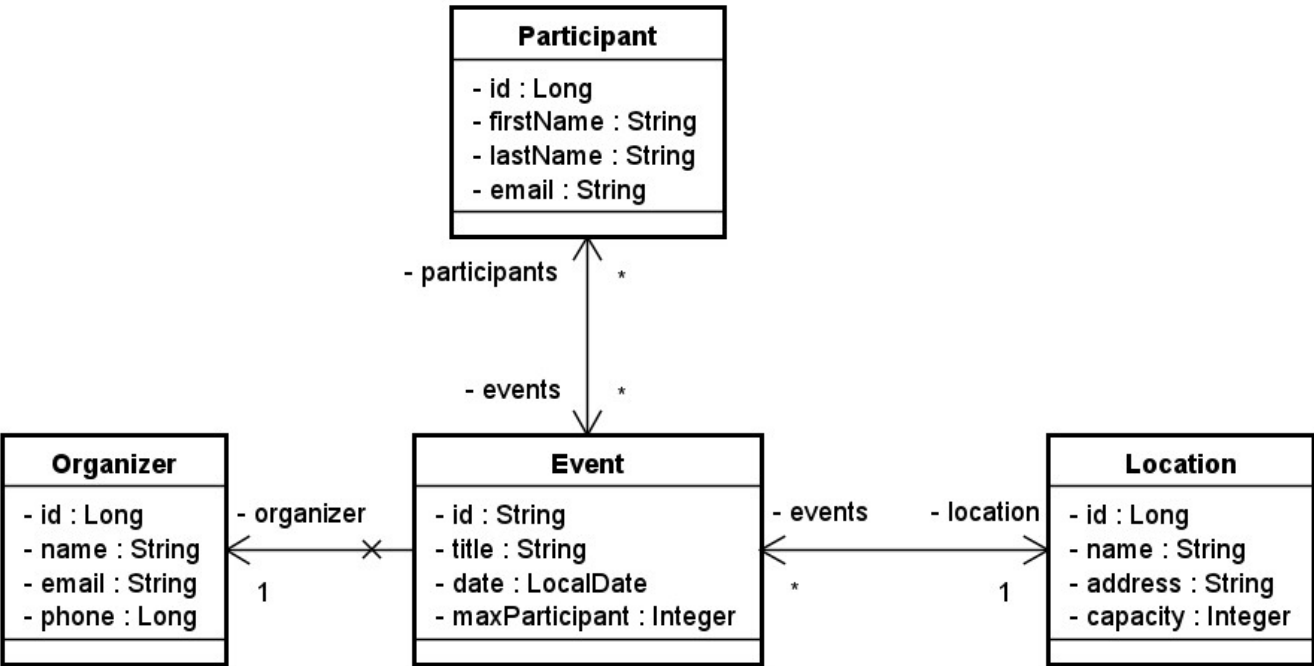 Participant
- id : Long
- firstName : String
- lastName : String
- email : String
- participants *
- events *
Organizer
- id : Long
- name : String
- email : String
- phone : Long
- organizer
1
Event
- id : String
- title : String
- date : LocalDate
- maxParticipant : Integer
- events
*
- location
1
Location
- id : Long
- name : String
- address : String
- capacity : Integer